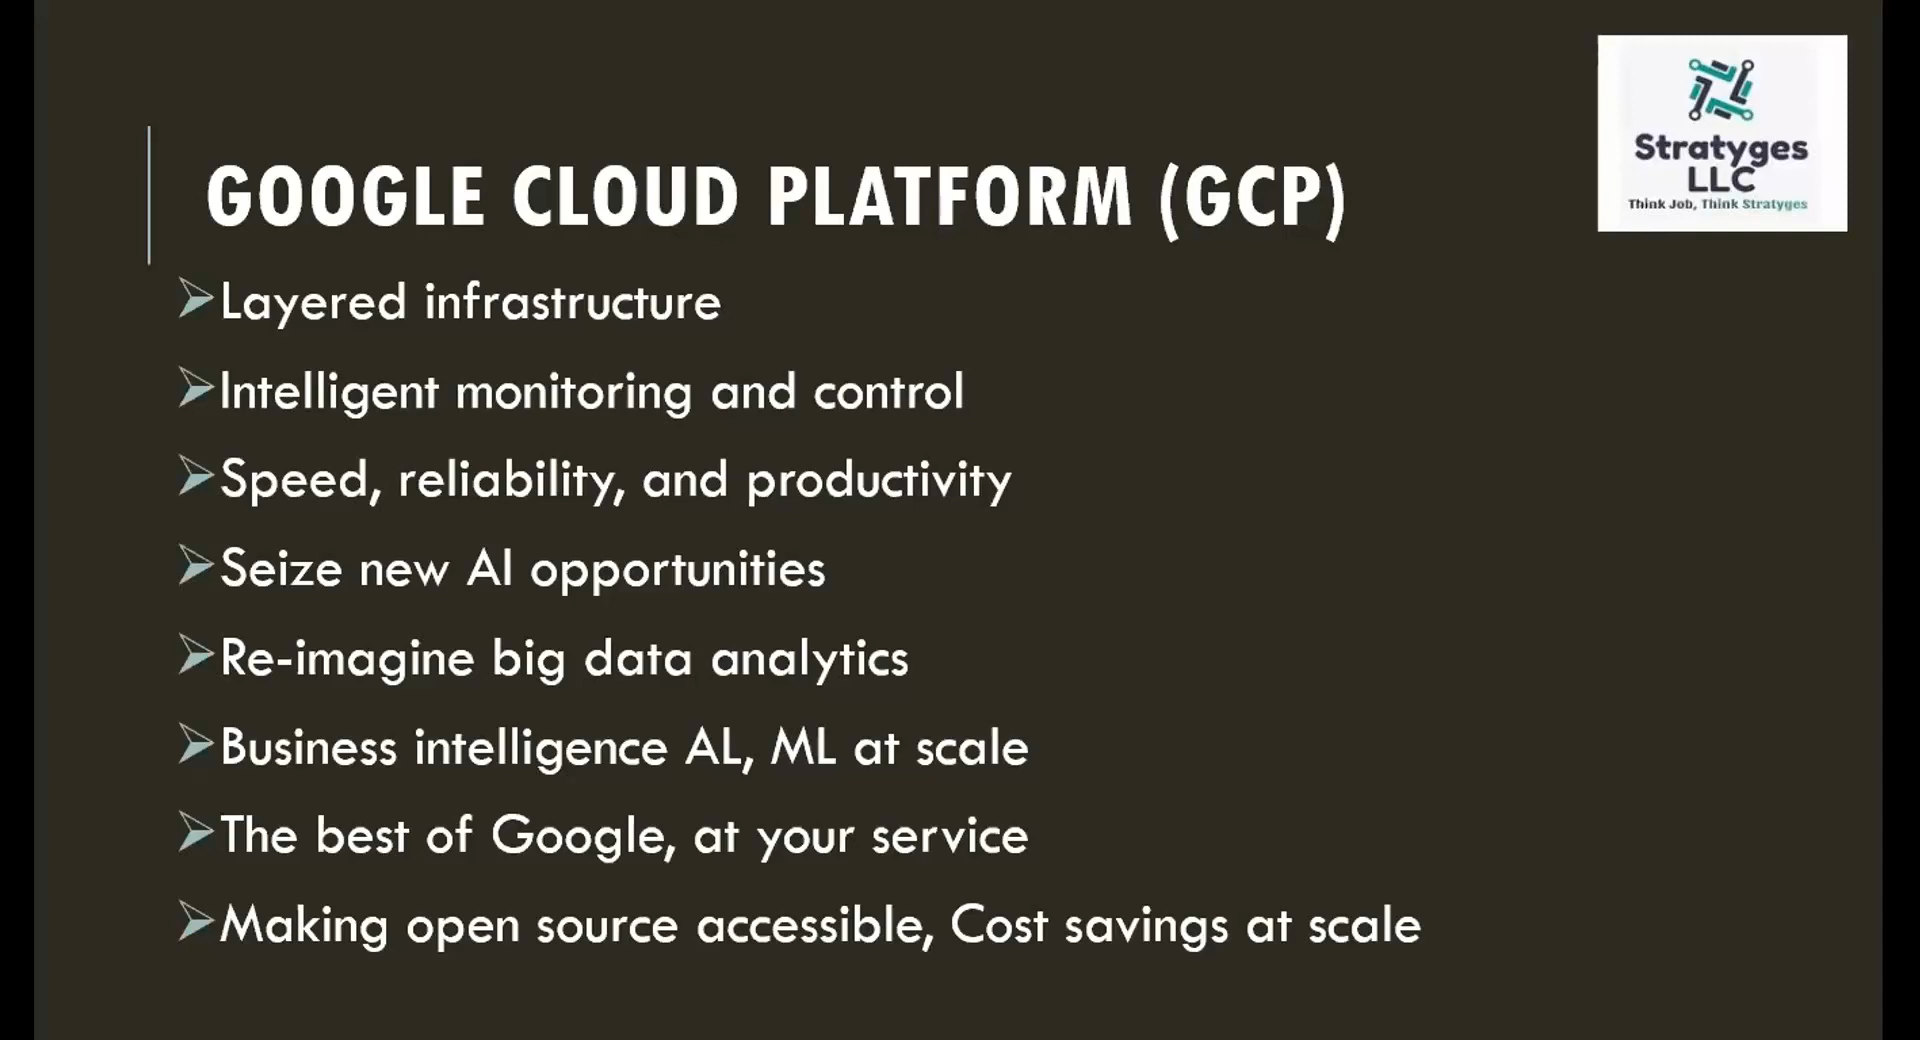 Stratyges
LLC
Think Job, Think Stratyges
GOOGLE CLOUD PLATFORM (GCP)
Layered infrastructure
Intelligent monitoring and control
Speed, reliability, and productivity
Seize new AI opportunities
Re-imagine big data analytics
Business intelligence AL, ML at scale
The best of Google, at your service
Making open source accessible, Cost savings at scale